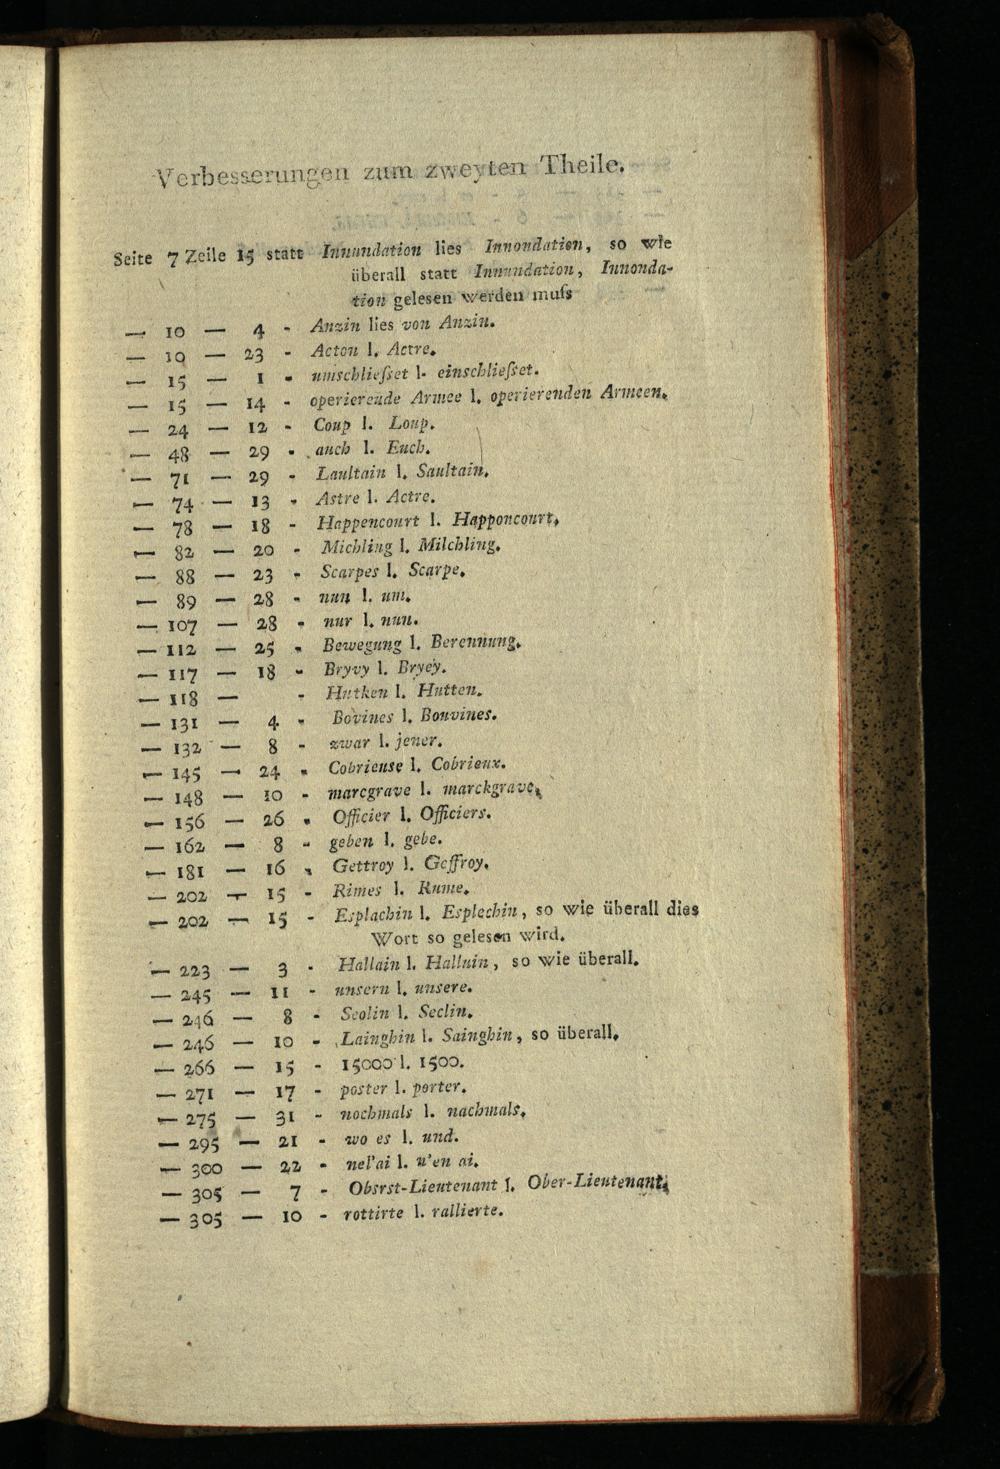 Verbesserungen zum zweyten Theile.
Seite 7 Zeile 15 statt Innundation lies Innondation, so wie
überall statt Innundation, Innonda-
tion gelesen werden muſs
— 10 — 4 - Anzin lies von Anzin.
— 10 — 23 - Acton l. Actre.
— 15 — 1 - umschlieſset l. einschlieſset.
— 15 — 14 - operierende Armee l. operierenden Armeen.
— 24 — 12 - Coup l. Loup.
— 48 — 29 - auch l. Euch.
— 71 — 29 - Laultain l. Saultain.
— 74 — 13 - Astre l. Actre.
— 78 — 18 - Happencourt l. Happoncourt.
— 82 — 20 - Michling l. Milchling.
— 88 — 23 - Scarpes l. Scarpe.
— 89 — 28 - nun l. um.
— 107 — 28 - nur l. nun.
— 112 — 25 - Bewegung l. Berennung.
— 117 — 18 - Bryvy l. Bryey.
— 118 — - Hutken l. Hutten.
— 131 — 4 - Bovines l. Bouvines.
— 132 — 8 - zwar l. jener.
— 145 — 24 - Cobrieuse l. Cobrieux.
— 148 — 10 - marcgrave l. marckgrave.
— 156 — 26 - Officier l. Officiers.
— 162 — 8 - geben l. gebe.
— 181 — 16 - Gettroy l. Geffroy.
— 202 — 15 - Rimes l. Rume.
— 202 — 15 - Esplachin l. Esplechin, so wie überall dies
Wort so gelesen wird.
— 223 — 3 - Hallain l. Halluin, so wie überall.
— 245 — 11 - unsern l. unsere.
— 246 — 8 - Scolin l. Seclin.
— 246 — 10 - Lainghin l. Sainghin, so überall.
— 266 — 15 - 15000 l. 1500.
— 271 — 17 - poster l. porter.
— 275 — 31 - nochmals l. nachmals.
— 295 — 21 - wo es l. und.
— 300 — 22 - nel'ai l. n'en ai.
— 305 — 7 - Obsrst-Lieutenant l. Ober-Lieutenant.
— 305 — 10 - rottirte l. rallierte.